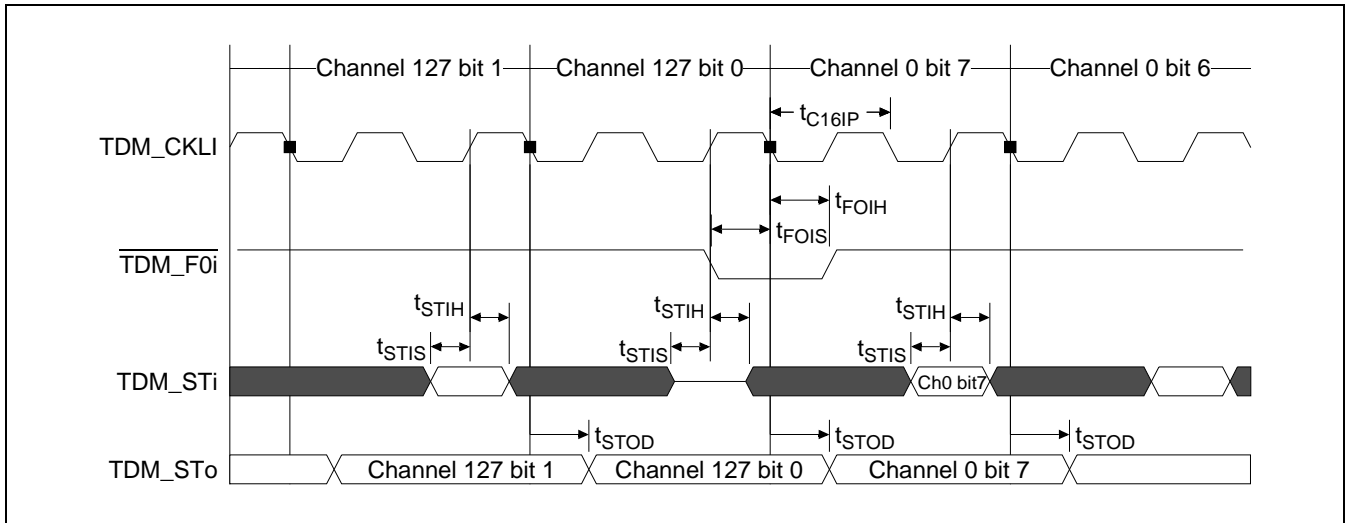 Channel 127 bit 1 Channel 127 bit 0 Channel 0 bit 7 Channel 0 bit 6
tC16IP
TDM_CKLI
tFOIH
tFOIS
TDM_F0i
tSTIH tSTIH tSTIH
tSTIS tSTIS tSTIS
TDM_STi Ch0 bit7
tSTOD tSTOD tSTOD
TDM_STo Channel 127 bit 1 Channel 127 bit 0 Channel 0 bit 7